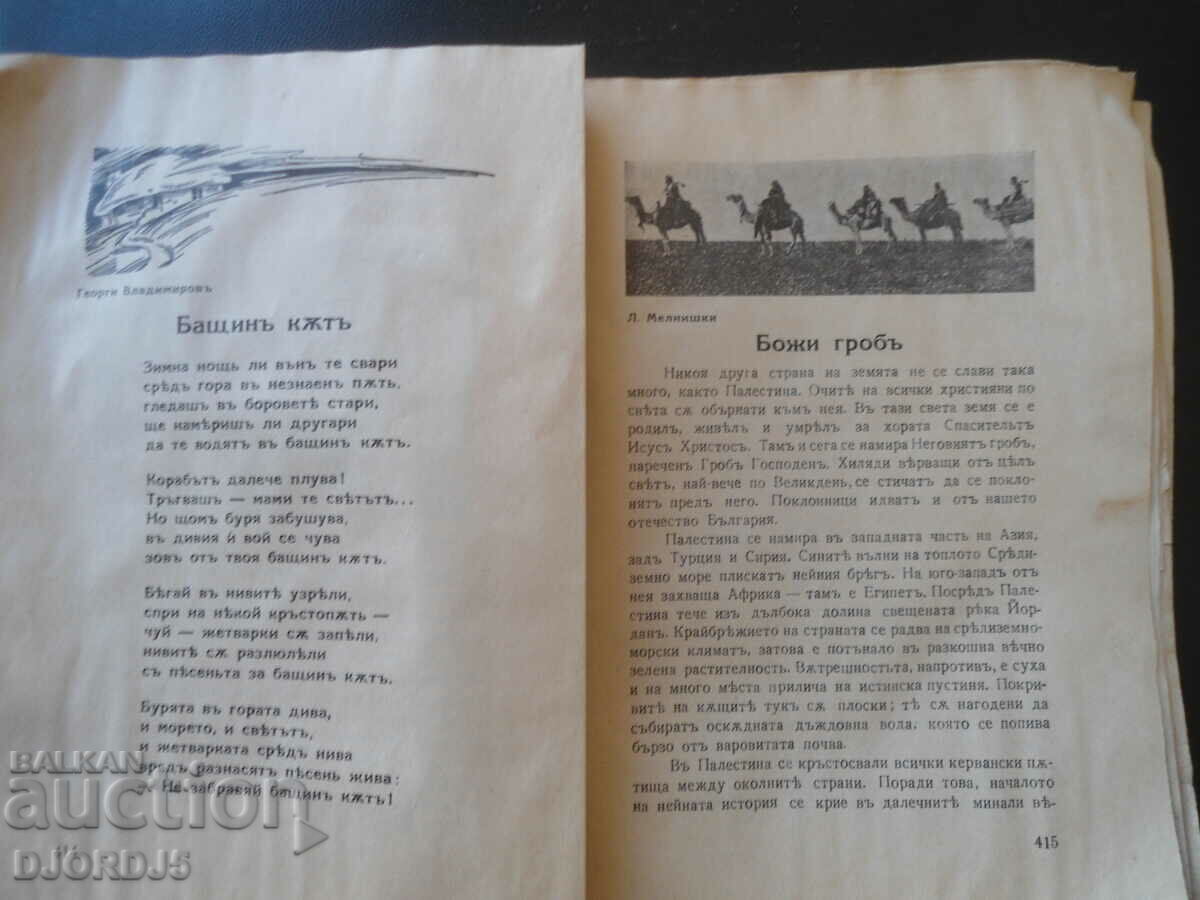 Георги Владимировъ
Бащинъ кѫтъ
Зимна нощь ли вънъ те свари
срѣдъ гора въ незнаенъ пѫть,
гледашъ въ бороветѣ стари,
ще намѣришъ ли другари
да те водятъ въ бащинъ кѫтъ.
Корабътъ далече плува!
Тръгвашъ — мами те свѣтътъ...
Но щомъ буря забушува,
въ дивия ѝ вой се чува
зовъ отъ твоя бащинъ кѫтъ.
Бѣгай въ нивитѣ узрѣли,
спри на нѣкой кръстопѫть —
чуй — жетварки сѫ запѣли,
нивитѣ сѫ разлюлѣли
съ пѣсеньта за бащинъ кѫтъ.
Бурята въ гората дива,
и морето, и свѣтътъ,
и жетварката срѣдъ нива
вредъ разнасятъ пѣсень жива:
Не забравяй бащинъ кѫтъ!
Л. Мелнишки
Божи гробъ
Никоя друга страна на земята не се слави така
много, както Палестина. Очитѣ на всички християни по
свѣта сѫ обърнати къмъ нея. Въ тази света земя се е
родилъ, живѣлъ и умрѣлъ за хората Спасительтъ
Исусъ Христосъ. Тамъ и сега се намира Неговиятъ гробъ,
нареченъ Гробъ Господенъ. Хиляди вѣрващи отъ цѣлъ
свѣтъ, най-вече по Великдень, се стичатъ да се покло-
нятъ предъ него. Поклонници идватъ и отъ нашето
отечество България.
Палестина се намира въ западната часть на Азия,
задъ Турция и Сирия. Синитѣ вълни на топлото Срѣди-
земно море плискатъ нейния брѣгъ. На юго-западъ отъ
нея захваща Африка — тамъ е Египетъ. Посрѣдъ Пале-
стина тече изъ дълбока долина свещената рѣка Йор-
данъ. Крайбрѣжието на страната се радва на срѣдиземно-
морски климатъ, затова е потънало въ разкошна вѣчно
зелена растителность. Вѫтрешностьта, напротивъ, е суха
и на много мѣста прилича на истинска пустиня. Покри-
витѣ на кѫщитѣ тукъ сѫ плоски; тѣ сѫ нагодени да
събиратъ оскѫдната дъждовна вода, която се попива
бързо отъ варовитата почва.
Въ Палестина се кръстосвали всички кервански пѫ-
тища между околнитѣ страни. Поради това, началото
на нейната история се крие въ далечнитѣ минали вѣ-
415
BALKAN
auction
DJORDJ5